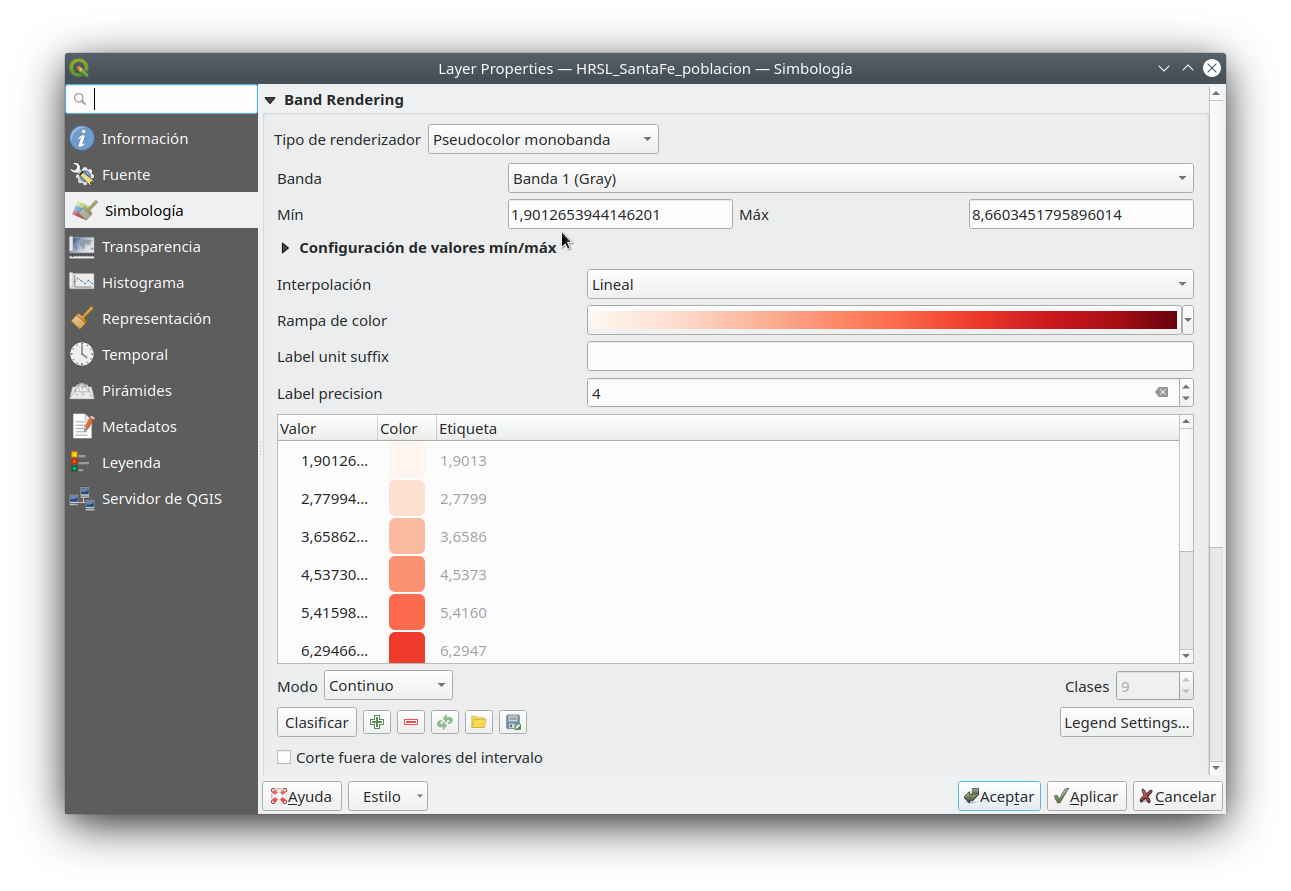 Layer Properties — HRSL_SantaFe_poblacion — Simbología
Información
Fuente
Simbología
Transparencia
Histograma
Representación
Temporal
Pirámides
Metadatos
Leyenda
Servidor de QGIS
Band Rendering
Tipo de renderizador Pseudocolor monobanda
Banda Banda 1 (Gray)
Mín 1,9012653944146201 Máx 8,6603451795896014
Configuración de valores mín/máx
Interpolación Lineal
Rampa de color
Label unit suffix
Label precision 4
Valor Color Etiqueta
1,90126... 1,9013
2,77994... 2,7799
3,65862... 3,6586
4,53730... 4,5373
5,41598... 5,4160
6,29466... 6,2947
Modo Continuo Clases 9
Clasificar Legend Settings...
Corte fuera de valores del intervalo
Ayuda Estilo Aceptar Aplicar Cancelar